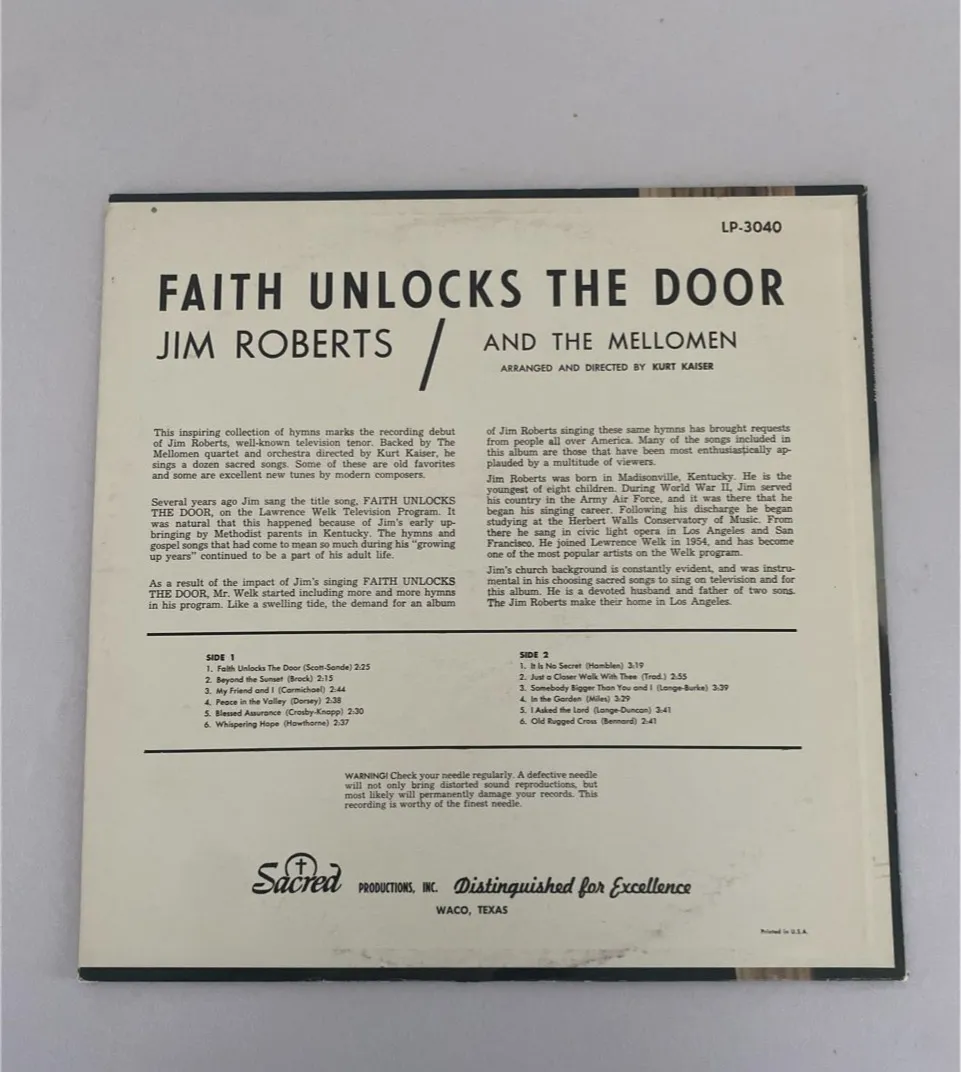 LP-3040
FAITH UNLOCKS THE DOOR
JIM ROBERTS / AND THE MELLOMEN
ARRANGED AND DIRECTED BY KURT KAISER
This inspiring collection of hymns marks the recording debut
of Jim Roberts, well-known television tenor. Backed by The
Mellomen quartet and orchestra directed by Kurt Kaiser, he
sings a dozen sacred songs. Some of these are old favorites
and some are excellent new tunes by modern composers.
Several years ago Jim sang the title song, FAITH UNLOCKS
THE DOOR, on the Lawrence Welk Television Program. It
was natural that this happened because of Jim's early up-
bringing by Methodist parents in Kentucky. The hymns and
gospel songs that had come to mean so much during his "growing
up years" continued to be a part of his adult life.
As a result of the impact of Jim's singing FAITH UNLOCKS
THE DOOR, Mr. Welk started including more and more hymns
in his program. Like a swelling tide, the demand for an album
of Jim Roberts singing these same hymns has brought requests
from people all over America. Many of the songs included in
this album are those that have been most enthusiastically ap-
plauded by a multitude of viewers.
Jim Roberts was born in Madisonville, Kentucky. He is the
youngest of eight children. During World War II, Jim served
his country in the Army Air Force, and it was there that he
began his singing career. Following his discharge he began
studying at the Herbert Walls Conservatory of Music. From
there he sang in civic light opera in Los Angeles and San
Francisco. He joined Lewrence Welk in 1954, and has become
one of the most popular artists on the Welk program.
Jim's church background is constantly evident, and was instru-
mental in his choosing sacred songs to sing on television and for
this album. He is a devoted husband and father of two sons.
The Jim Roberts make their home in Los Angeles.
SIDE 1
1. Faith Unlocks The Door (Scott-Sande) 2:25
2. Beyond the Sunset (Brock) 2:15
3. My Friend and I (Carmichael) 2:44
4. Peace in the Valley (Dorsey) 2:38
5. Blessed Assurance (Crosby-Knapp) 2:30
6. Whispering Hope (Hawthorne) 2:37
SIDE 2
1. It Is No Secret (Hamblen) 3:19
2. Just a Closer Walk With Thee (Trad.) 2:55
3. Somebody Bigger Than You and I (Lange-Burke) 3:39
4. In the Garden (Miles) 3:29
5. I Asked the Lord (Lange-Duncan) 3:41
6. Old Rugged Cross (Bennard) 2:41
WARNING! Check your needle regularly. A defective needle
will not only bring distorted sound reproductions, but
most likely will permanently damage your records. This
recording is worthy of the finest needle.
Sacred PRODUCTIONS, INC. Distinguished for Excellence
WACO, TEXAS
Printed in U.S.A.